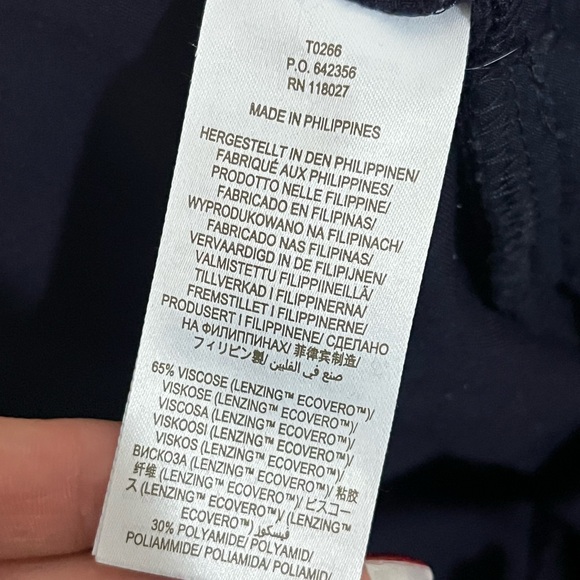 T0266
P.O. 642356
RN 118027
MADE IN PHILIPPINES
HERGESTELLT IN DEN PHILIPPINEN/
FABRIQUÉ AUX PHILIPPINES/
PRODOTTO NELLE FILIPPINE/
FABRICADO EN FILIPINAS/
WYPRODUKOWANO NA FILIPINACH/
FABRICADO NAS FILIPINAS/
VERVAARDIGD IN DE FILIPIJNEN/
VALMISTETTU FILIPPIINEILLÄ/
TILLVERKAD I FILIPPINERNA/
FREMSTILLET I FILIPPINERNE/
PRODUSERT I FILIPPINENE/ СДЕЛАНО
НА ФИЛИППИНАХ/ 菲律宾制造/
フィリピン製/ صنع في الفلبين
65% VISCOSE (LENZING™ ECOVERO™)/
VISKOSE (LENZING™ ECOVERO™)/
VISCOSA (LENZING™ ECOVERO™)/
VISKOOSI (LENZING™ ECOVERO™)/
VISKOS (LENZING™ ECOVERO™)/
ВИСКОЗА (LENZING™ ECOVERO™)/ 粘胶
纤维 (LENZING™ ECOVERO™)/ ビスコー
ス (LENZING™ ECOVERO™)/ (LENZING™
ECOVERO™) فيسكوز
30% POLYAMIDE/ POLYAMID/
POLIAMMIDE/ POLIAMIDA/ POLIAMID/